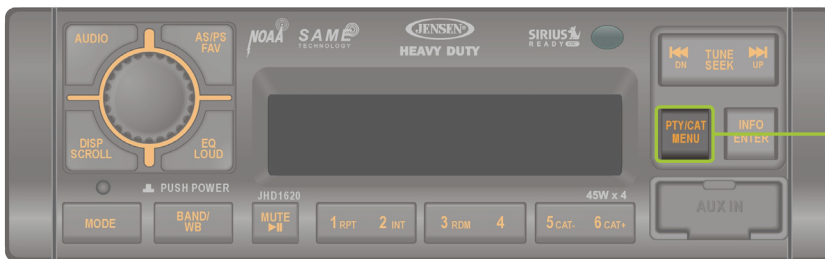 AUDIO
AS/PS
FAV
DISP
SCROLL
EQ
LOUD
NOAA
SAME
TECHNOLOGY
JENSEN®
HEAVY DUTY
SIRIUS
READY
DN
TUNE
SEEK
UP
PTY/CAT
MENU
INFO
ENTER
PUSH POWER
JHD1620
45W x 4
AUX IN
MODE
BAND/
WB
MUTE
1 RPT 2 INT
3 RDM 4
5 CAT- 6 CAT+